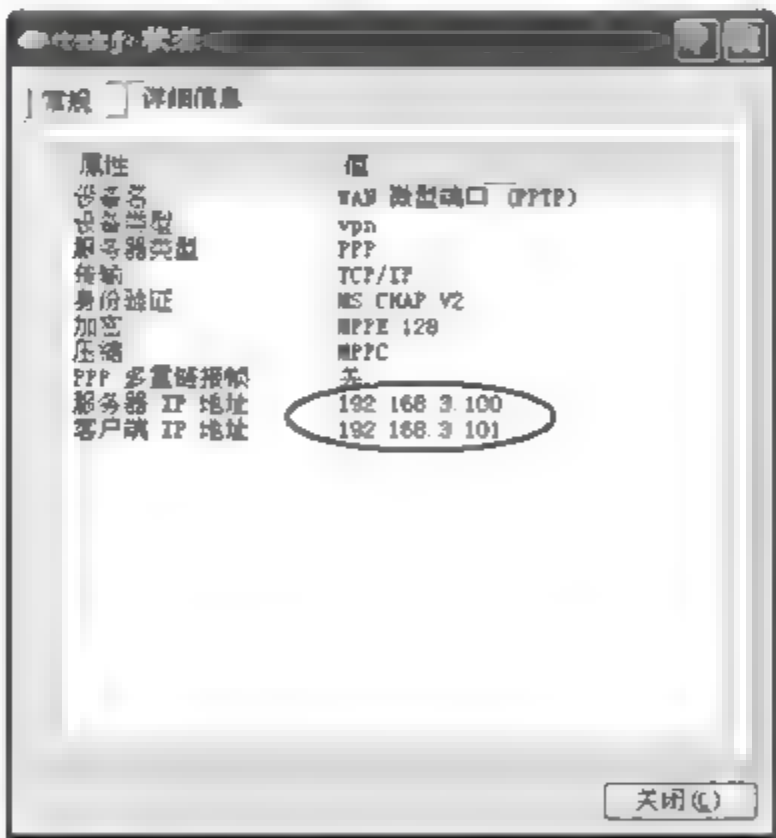 状态
常规 详细信息
属性 值
设备名 WAN 微型端口 (PPTP)
设备类型 vpn
服务器类型 PPP
传输 TCP/IP
身份验证 MS CHAP V2
加密 MPPE 128
压缩 MPPC
PPP 多重链接帧 关
服务器 IP 地址 192 168 3.100
客户端 IP 地址 192 168.3 101
关闭(C)